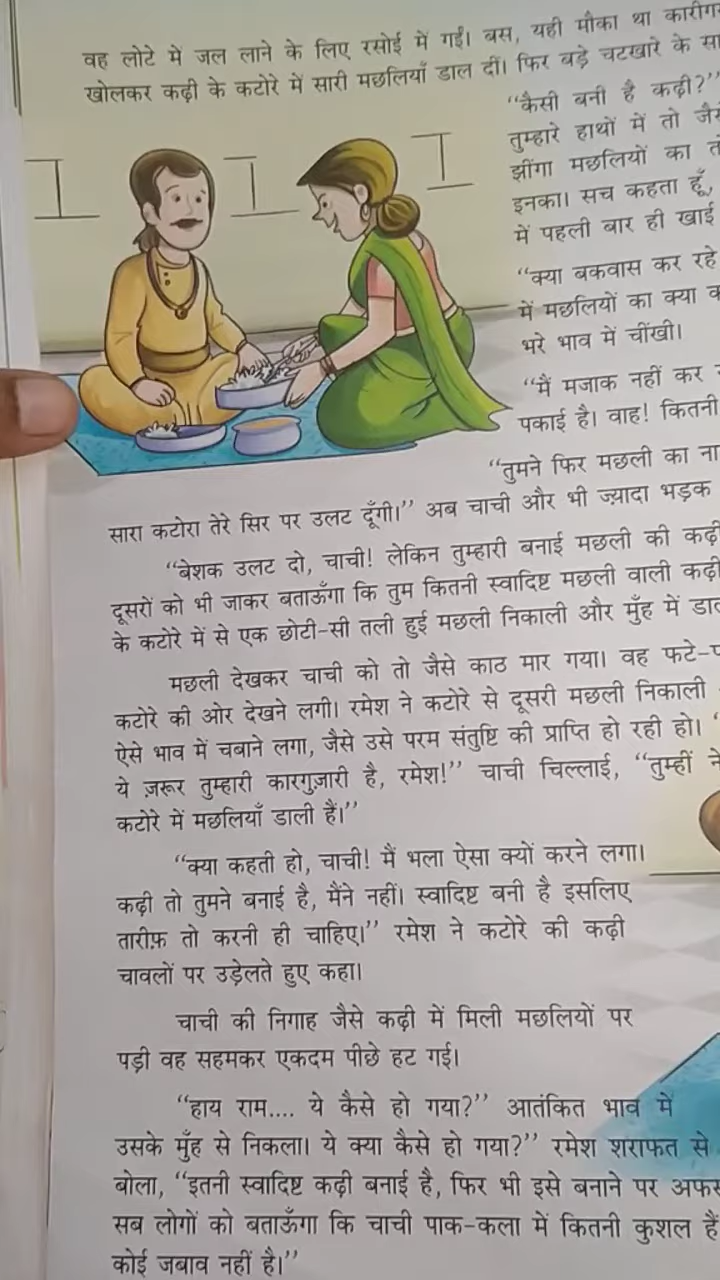 वह लोटे में जल लाने के लिए रसोई में गईं। बस, यही मौका था
खोलकर कढ़ी के कटोरे में सारी मछलियाँ डाल दीं। फिर बड़े चटखारे के
“कैसी बनी है कढ़ी?”
तुम्हारे हाथों में तो
झींगा मछलियों का
इनका। सच कहता हूँ,
में पहली बार ही खाई
“क्या बकवास कर रहे
में मछलियों का क्या
भरे भाव में चींखी।
“मैं मजाक नहीं कर
पकाई है। वाह! कितनी
“तुमने फिर मछली का
सारा कटोरा तेरे सिर पर उलट दूँगी।” अब चाची और भी ज़्यादा भड़क
“बेशक उलट दो, चाची! लेकिन तुम्हारी बनाई मछली की कढ़ी
दूसरों को भी जाकर बताऊँगा कि तुम कितनी स्वादिष्ट मछली वाली कढ़ी
के कटोरे में से एक छोटी-सी तली हुई मछली निकाली और मुँह में
मछली देखकर चाची को तो जैसे काठ मार गया। वह फटे-
कटोरे की ओर देखने लगी। रमेश ने कटोरे से दूसरी मछली निकाली
ऐसे भाव में चबाने लगा, जैसे उसे परम संतुष्टि की प्राप्ति हो रही हो।
ये ज़रूर तुम्हारी कारगुज़ारी है, रमेश!” चाची चिल्लाई, “तुम्हीं ने
कटोरे में मछलियाँ डाली हैं।”
“क्या कहती हो, चाची! मैं भला ऐसा क्यों करने लगा।
कढ़ी तो तुमने बनाई है, मैंने नहीं। स्वादिष्ट बनी है इसलिए
तारीफ़ तो करनी ही चाहिए।” रमेश ने कटोरे की कढ़ी
चावलों पर उड़ेलते हुए कहा।
चाची की निगाह जैसे कढ़ी में मिली मछलियों पर
पड़ी वह सहमकर एकदम पीछे हट गई।
“हाय राम.... ये कैसे हो गया?” आतंकित भाव में
उसके मुँह से निकला। ये क्या कैसे हो गया?” रमेश शराफत से
बोला, “इतनी स्वादिष्ट कढ़ी बनाई है, फिर भी इसे बनाने पर
सब लोगों को बताऊँगा कि चाची पाक-कला में कितनी कुशल हैं
कोई जबाव नहीं है।”